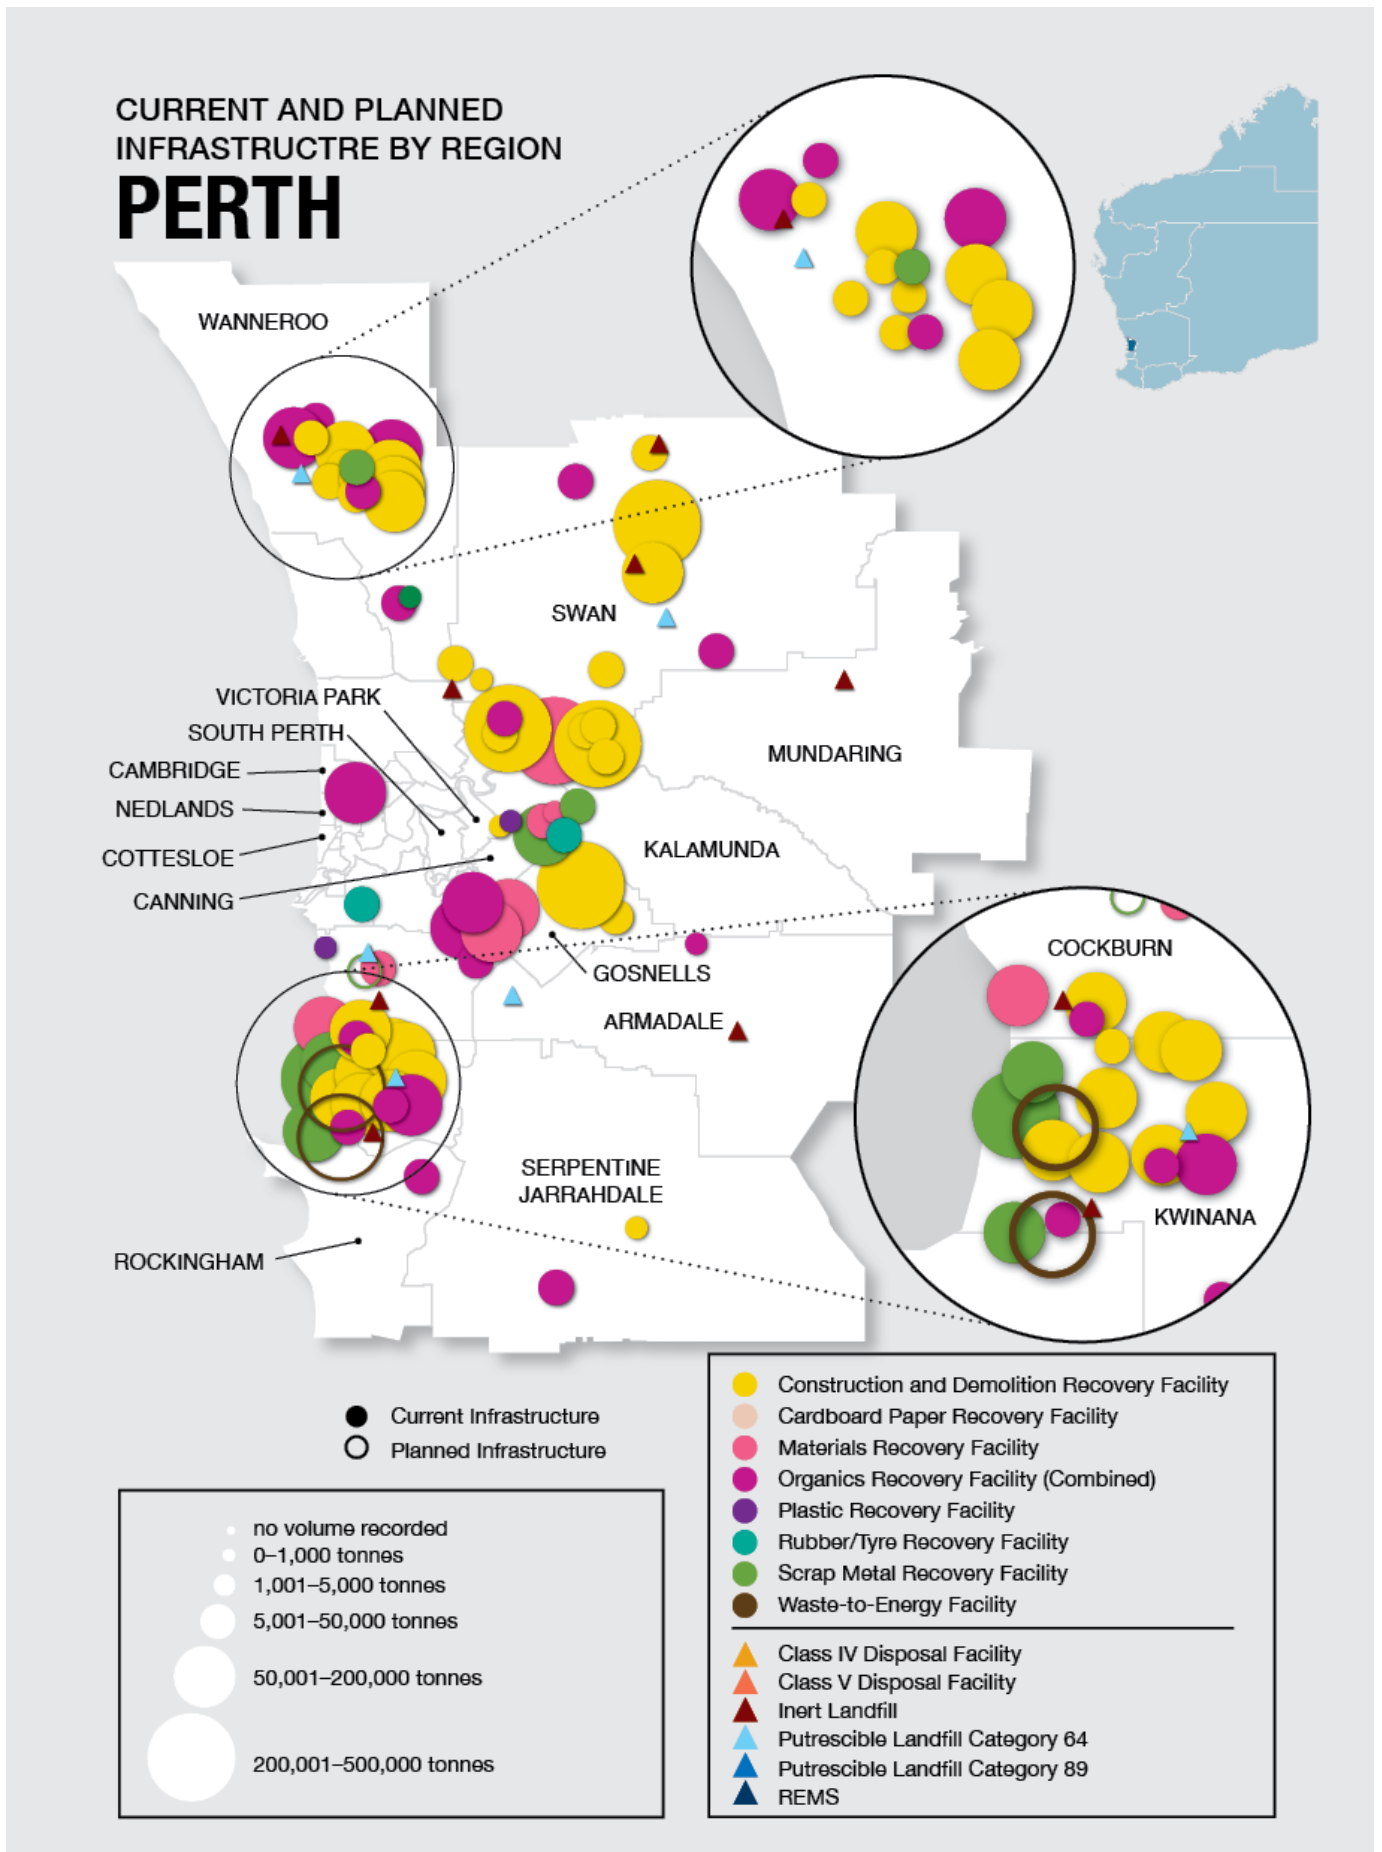 CURRENT AND PLANNED
INFRASTRUCTRE BY REGION
PERTH
WANNEROO
SWAN
VICTORIA PARK
SOUTH PERTH
CAMBRIDGE
MUNDARING
NEDLANDS
COTTESLOE
KALAMUNDA
CANNING
COCKBURN
GOSNELLS
ARMADALE
SERPENTINE
JARRAHDALE
KWINANA
ROCKINGHAM
Current Infrastructure
Planned Infrastructure
no volume recorded
0–1,000 tonnes
1,001–5,000 tonnes
5,001–50,000 tonnes
50,001–200,000 tonnes
200,001–500,000 tonnes
Construction and Demolition Recovery Facility
Cardboard Paper Recovery Facility
Materials Recovery Facility
Organics Recovery Facility (Combined)
Plastic Recovery Facility
Rubber/Tyre Recovery Facility
Scrap Metal Recovery Facility
Waste-to-Energy Facility
Class IV Disposal Facility
Class V Disposal Facility
Inert Landfill
Putrescible Landfill Category 64
Putrescible Landfill Category 89
REMS